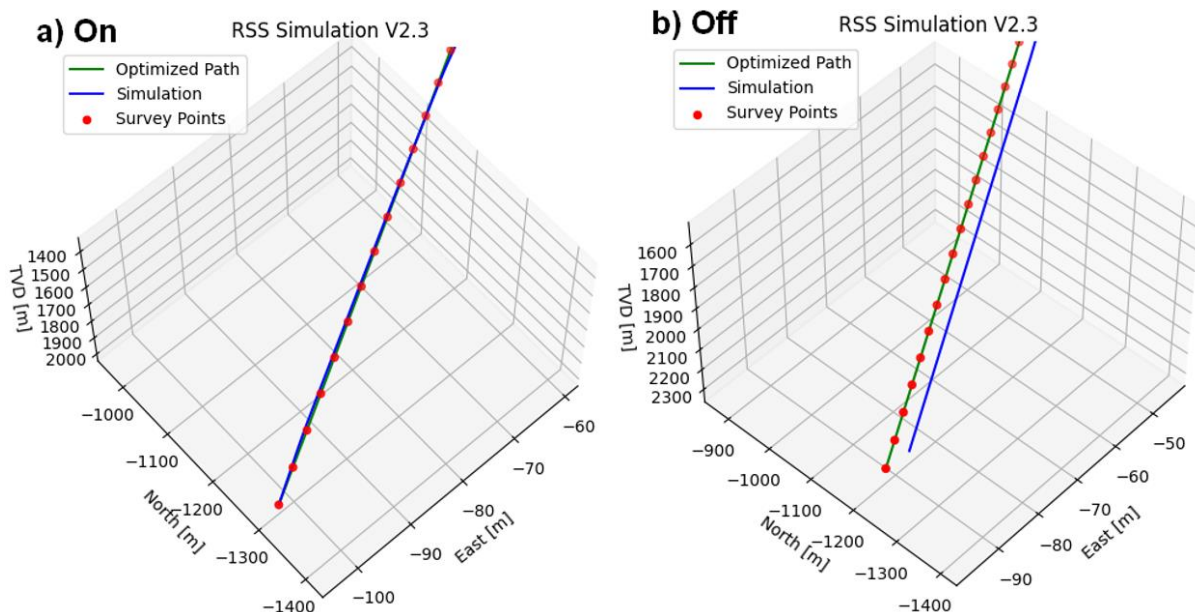 a) On
RSS Simulation V2.3
Optimized Path
Simulation
Survey Points
1400
1500
1600
1700
1800
1900
2000
TVD [m]
−1000
−1100
−1200
−1300
−1400
North [m]
−60
−70
−80
−90
−100
East [m]
b) Off
RSS Simulation V2.3
Optimized Path
Simulation
Survey Points
1600
1700
1800
1900
2000
2100
2200
2300
TVD [m]
−900
−1000
−1100
−1200
−1300
−1400
North [m]
−50
−60
−70
−80
−90
East [m]